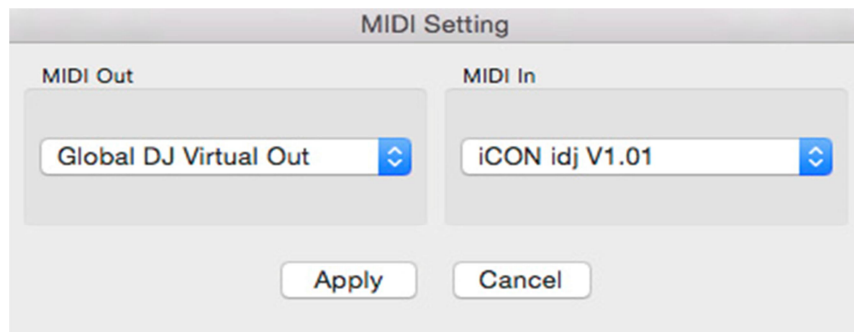 MIDI Setting
MIDI Out
MIDI In
Global DJ Virtual Out
iCON idj V1.01
Apply
Cancel